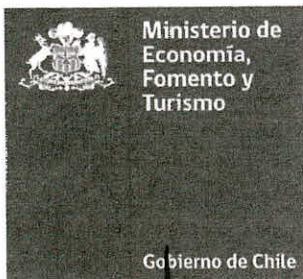 Ministerio de
Economía,
Fomento y
Turismo
Gobierno de Chile